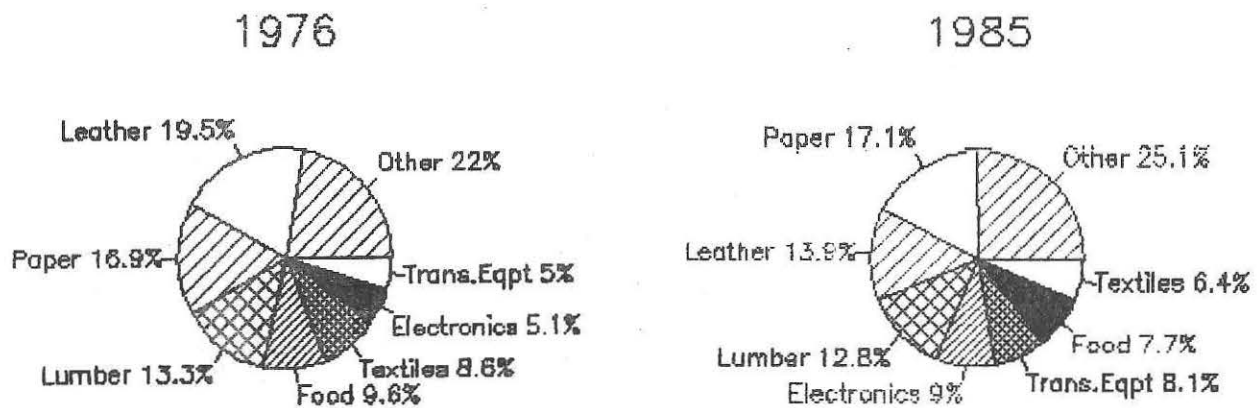 1976
Leather 19.5%
Other 22%
Paper 16.9%
Trans.Eqpt 5%
Electronics 5.1%
Textiles 8.6%
Lumber 13.3%
Food 9.6%
1985
Paper 17.1%
Other 25.1%
Leather 13.9%
Textiles 6.4%
Food 7.7%
Lumber 12.8%
Trans.Eqpt 8.1%
Electronics 9%